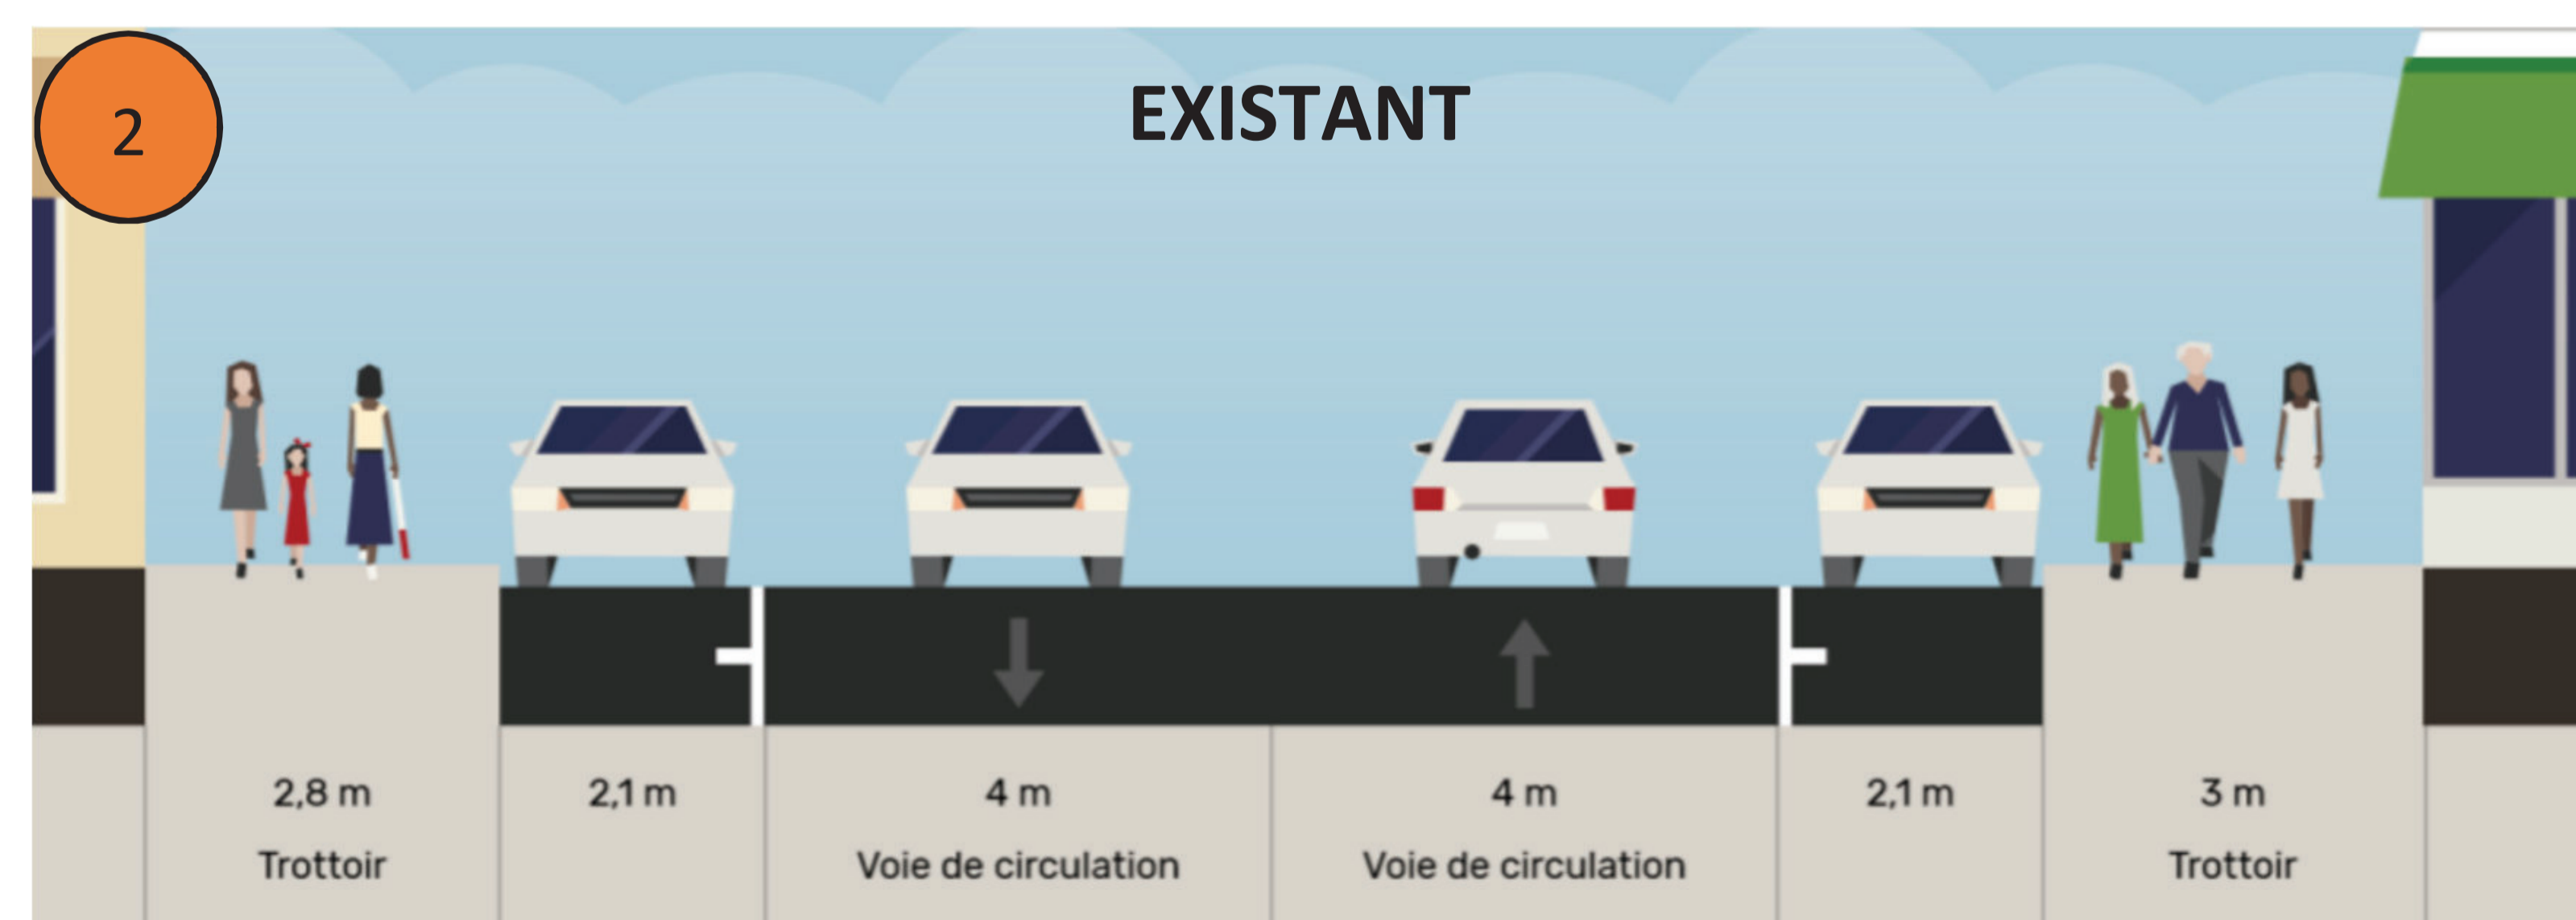 2
EXISTANT
2,8 m
Trottoir
2,1 m
4 m
Voie de circulation
4 m
Voie de circulation
2,1 m
3 m
Trottoir